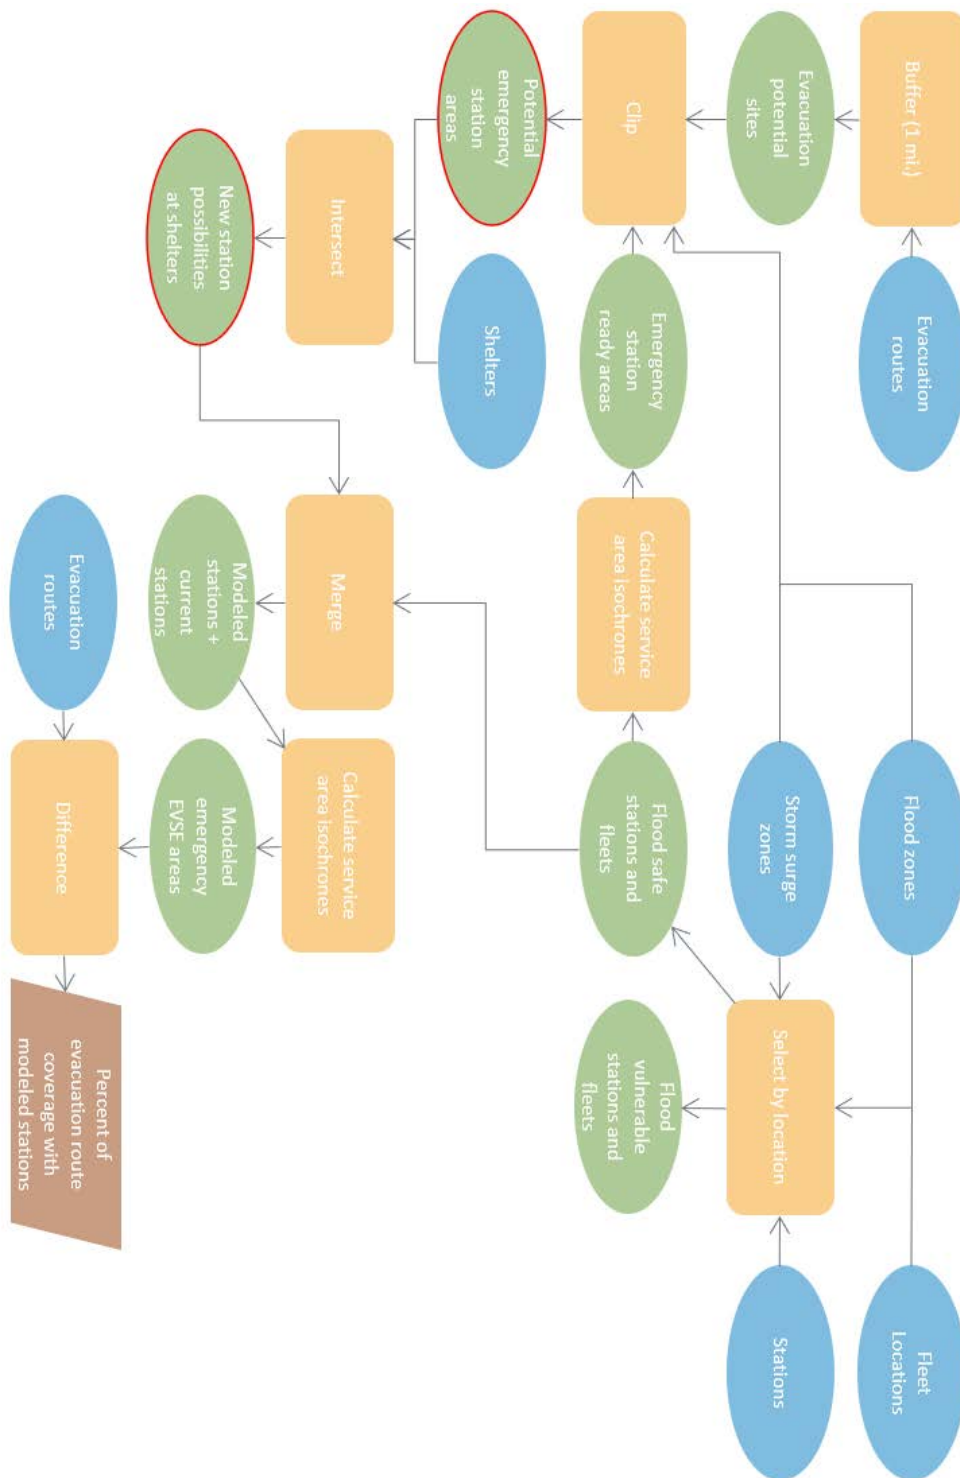 Buffer (1 mi.)
Evacuation
routes
Flood zones
Fleet
Locations
Evacuation
potential
sites
Storm surge
zones
Select by location
Stations
Clip
Emergency
station
ready areas
Calculate service
area isochrones
Flood safe
stations and
fleets
Flood
vulnerable
stations and
fleets
Potential
emergency
station
areas
Shelters
Intersect
Merge
Calculate service
area isochrones
New station
possibilities
at shelters
Modeled
stations +
current
stations
Modeled
emergency
EVSE areas
Evacuation
routes
Difference
Percent of
evacuation route
coverage with
modeled stations